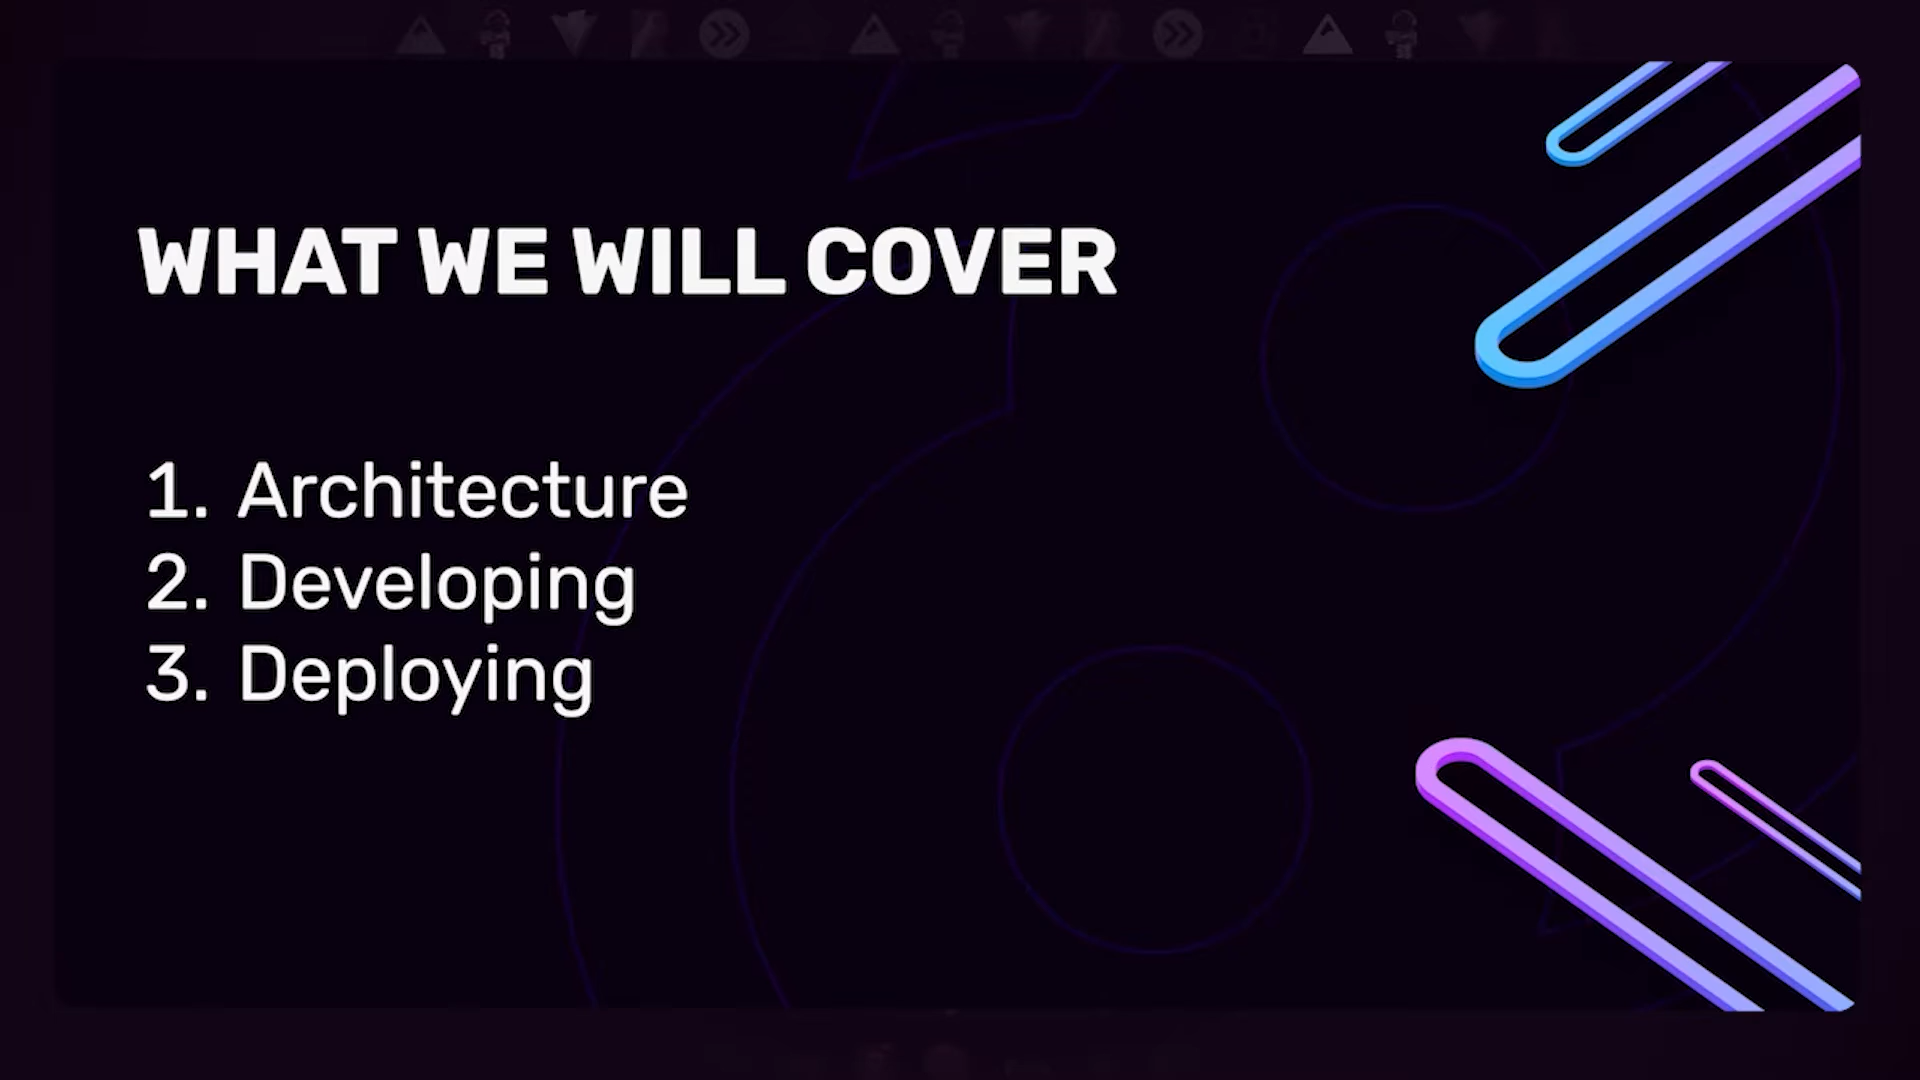 WHAT WE WILL COVER
1. Architecture
2. Developing
3. Deploying